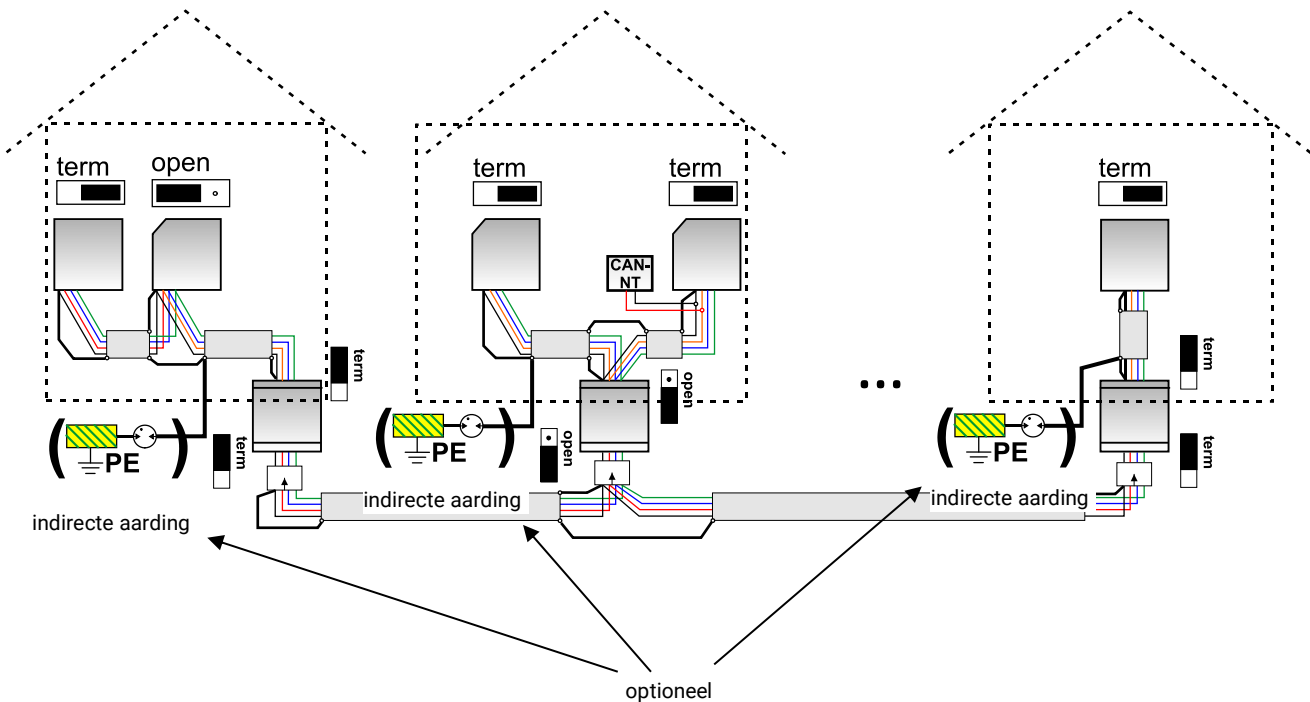 term
open
term
term
term
CAN-
NT
term
open
term
...
( PE )
term
( PE )
open
( PE )
term
indirecte aarding
indirecte aarding
indirecte aarding
optioneel